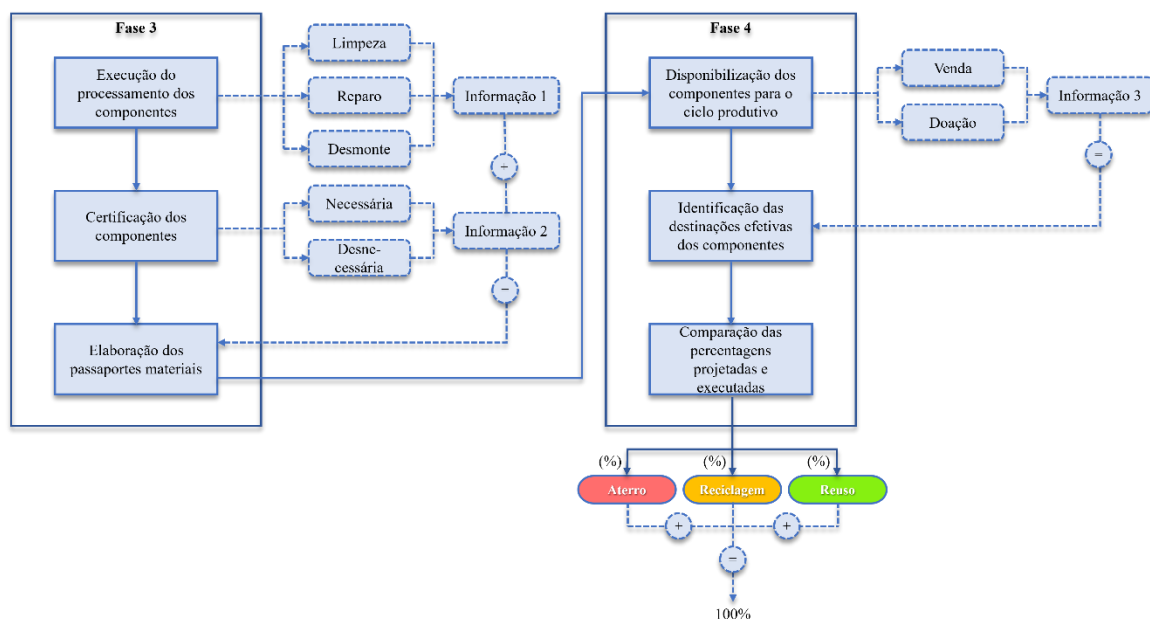 Fase 3
Execução do
processamento dos
componentes
Limpeza
Reparo
Desmonte
Informação 1
+
Certificação dos
componentes
Necessária
Desne-
cessária
Informação 2
=
Elaboração dos
passaportes materiais
Fase 4
Disponibilização dos
componentes para o
ciclo produtivo
Venda
Doação
Informação 3
=
Identificação das
destinações efetivas
dos componentes
Comparação das
percentagens
projetadas e
executadas
(%)
(%)
(%)
Aterro
Reciclagem
Reuso
+
+
=
100%